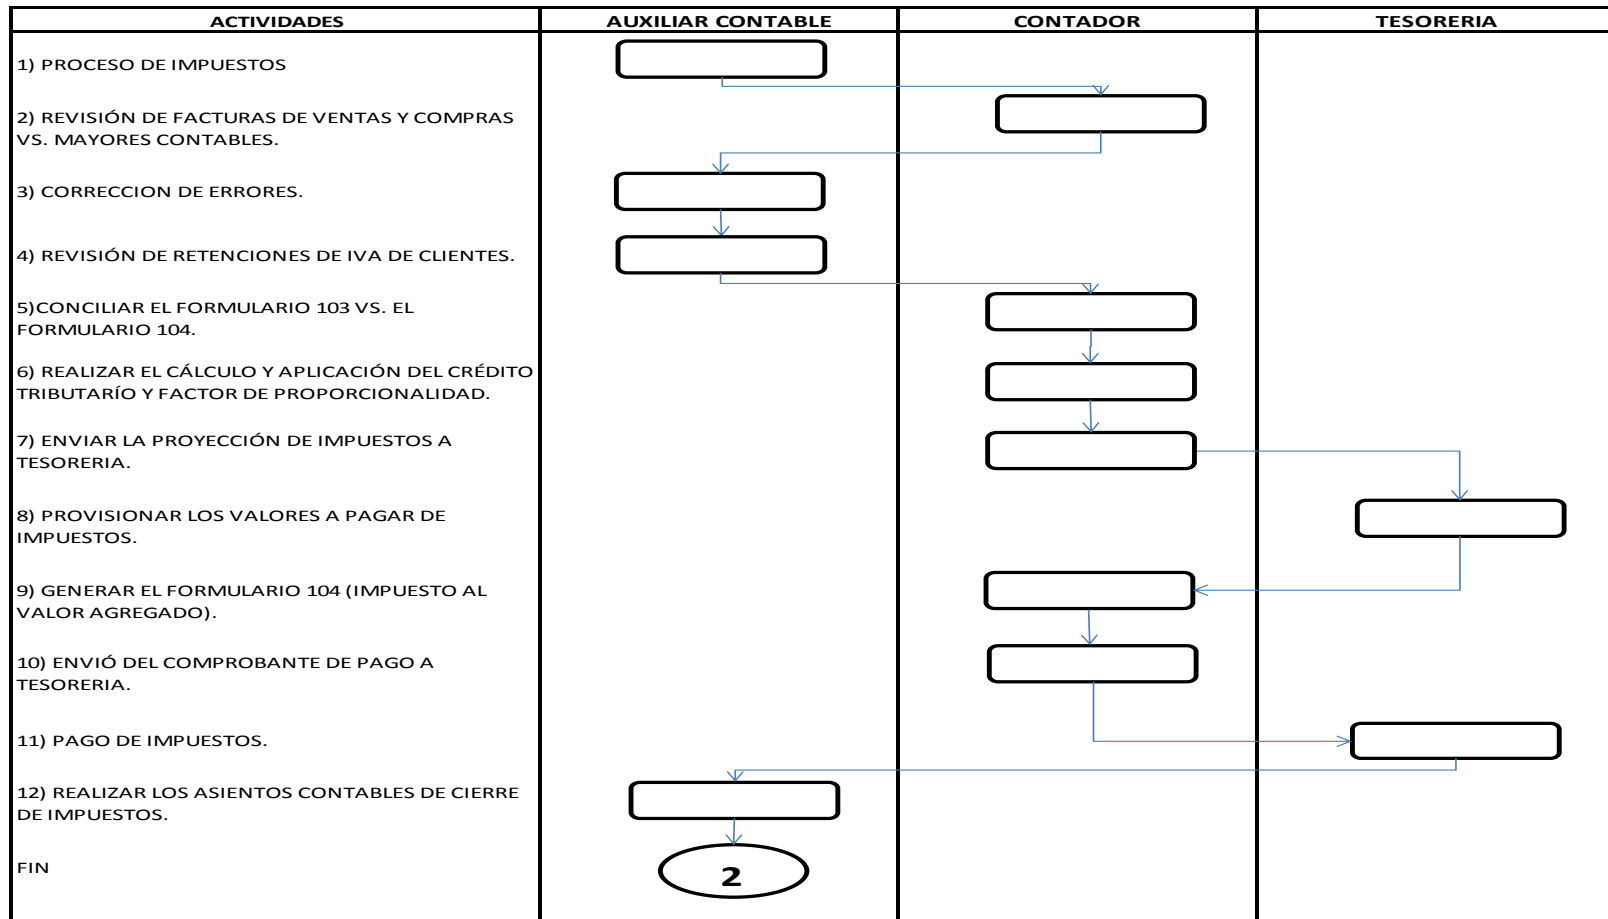 ACTIVIDADES AUXILIAR CONTABLE CONTADOR TESORERIA
1) PROCESO DE IMPUESTOS
2) REVISIÓN DE FACTURAS DE VENTAS Y COMPRAS
VS. MAYORES CONTABLES.
3) CORRECCION DE ERRORES.
4) REVISIÓN DE RETENCIONES DE IVA DE CLIENTES.
5)CONCILIAR EL FORMULARIO 103 VS. EL
FORMULARIO 104.
6) REALIZAR EL CÁLCULO Y APLICACIÓN DEL CRÉDITO
TRIBUTARÍO Y FACTOR DE PROPORCIONALIDAD.
7) ENVIAR LA PROYECCIÓN DE IMPUESTOS A
TESORERIA.
8) PROVISIONAR LOS VALORES A PAGAR DE
IMPUESTOS.
9) GENERAR EL FORMULARIO 104 (IMPUESTO AL
VALOR AGREGADO).
10) ENVIÓ DEL COMPROBANTE DE PAGO A
TESORERIA.
11) PAGO DE IMPUESTOS.
12) REALIZAR LOS ASIENTOS CONTABLES DE CIERRE
DE IMPUESTOS.
FIN
2